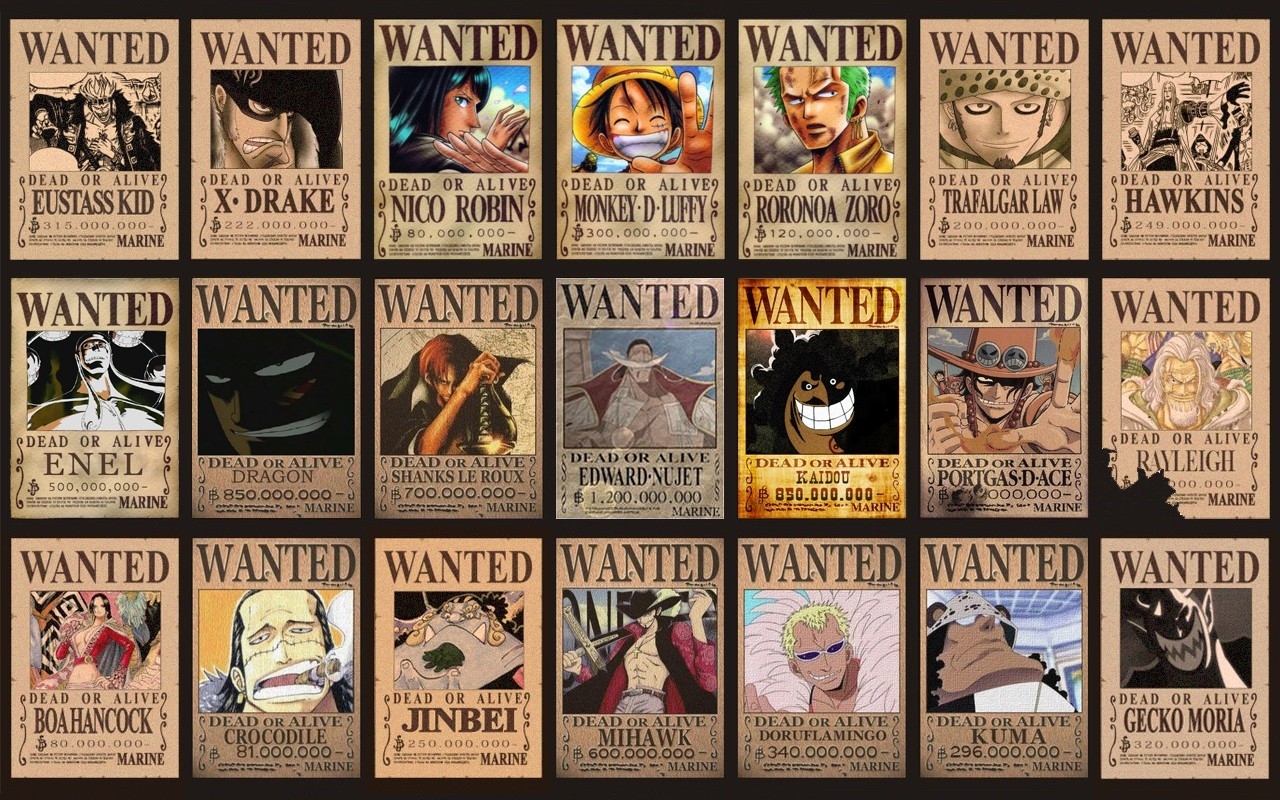 WANTED
DEAD OR ALIVE
EUSTASS KID
315.000.000-
MARINE
WANTED
DEAD OR ALIVE
X·DRAKE
222.000.000-
MARINE
WANTED
DEAD OR ALIVE
NICO ROBIN
80,000,000-
MARINE
WANTED
DEAD OR ALIVE
MONKEY·D·LUFFY
300,000,000-
MARINE
WANTED
DEAD OR ALIVE
RORONOA ZORO
120,000,000-
MARINE
WANTED
DEAD OR ALIVE
TRAFALGAR LAW
200.000.000-
MARINE
WANTED
DEAD OR ALIVE
HAWKINS
249.000.000-
MARINE
WANTED
DEAD OR ALIVE
ENEL
500,000,000-
MARINE
WANTED
DEAD OR ALIVE
DRAGON
850.000.000-
MARINE
WANTED
DEAD OR ALIVE
SHANKS LE ROUX
700.000.000-
MARINE
WANTED
DEAD OR ALIVE
EDWARD·NUJET
1.200.000.000
MARINE
WANTED
DEAD OR ALIVE
KAIDOU
850.000.000-
MARINE
WANTED
DEAD OR ALIVE
PORTGAS·D·ACE
000,000-
MARINE
WANTED
DEAD OR ALIVE
RAYLEIGH
000-
MARINE
WANTED
DEAD OR ALIVE
BOA HANCOCK
80.000.000-
MARINE
WANTED
DEAD OR ALIVE
CROCODILE
81.000.000-
MARINE
WANTED
DEAD OR ALIVE
JINBEI
250.000.000-
MARINE
WANTED
DEAD OR ALIVE
MIHAWK
600.000.000-
MARINE
WANTED
DEAD OR ALIVE
DORUFLAMINGO
340.000.000-
MARINE
WANTED
DEAD OR ALIVE
KUMA
296.000.000-
MARINE
WANTED
DEAD OR ALIVE
GECKO MORIA
320.000.000-
MARINE